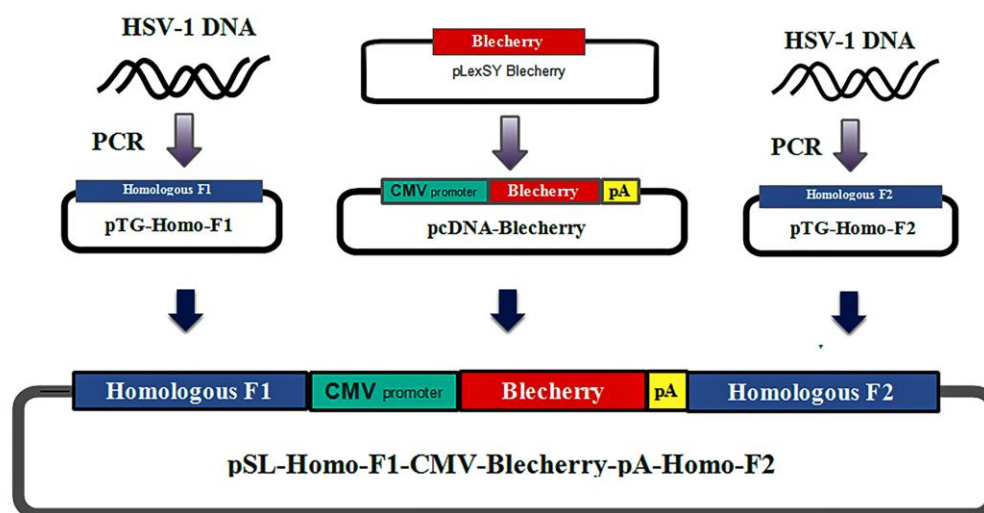 HSV-1 DNA
PCR
Homologous F1
pTG-Homo-F1
Blecherry
pLexSY Blecherry
CMV promoter Blecherry pA
pcDNA-Blecherry
HSV-1 DNA
PCR
Homologous F2
pTG-Homo-F2
Homologous F1 CMV promoter Blecherry pA Homologous F2
pSL-Homo-F1-CMV-Blecherry-pA-Homo-F2